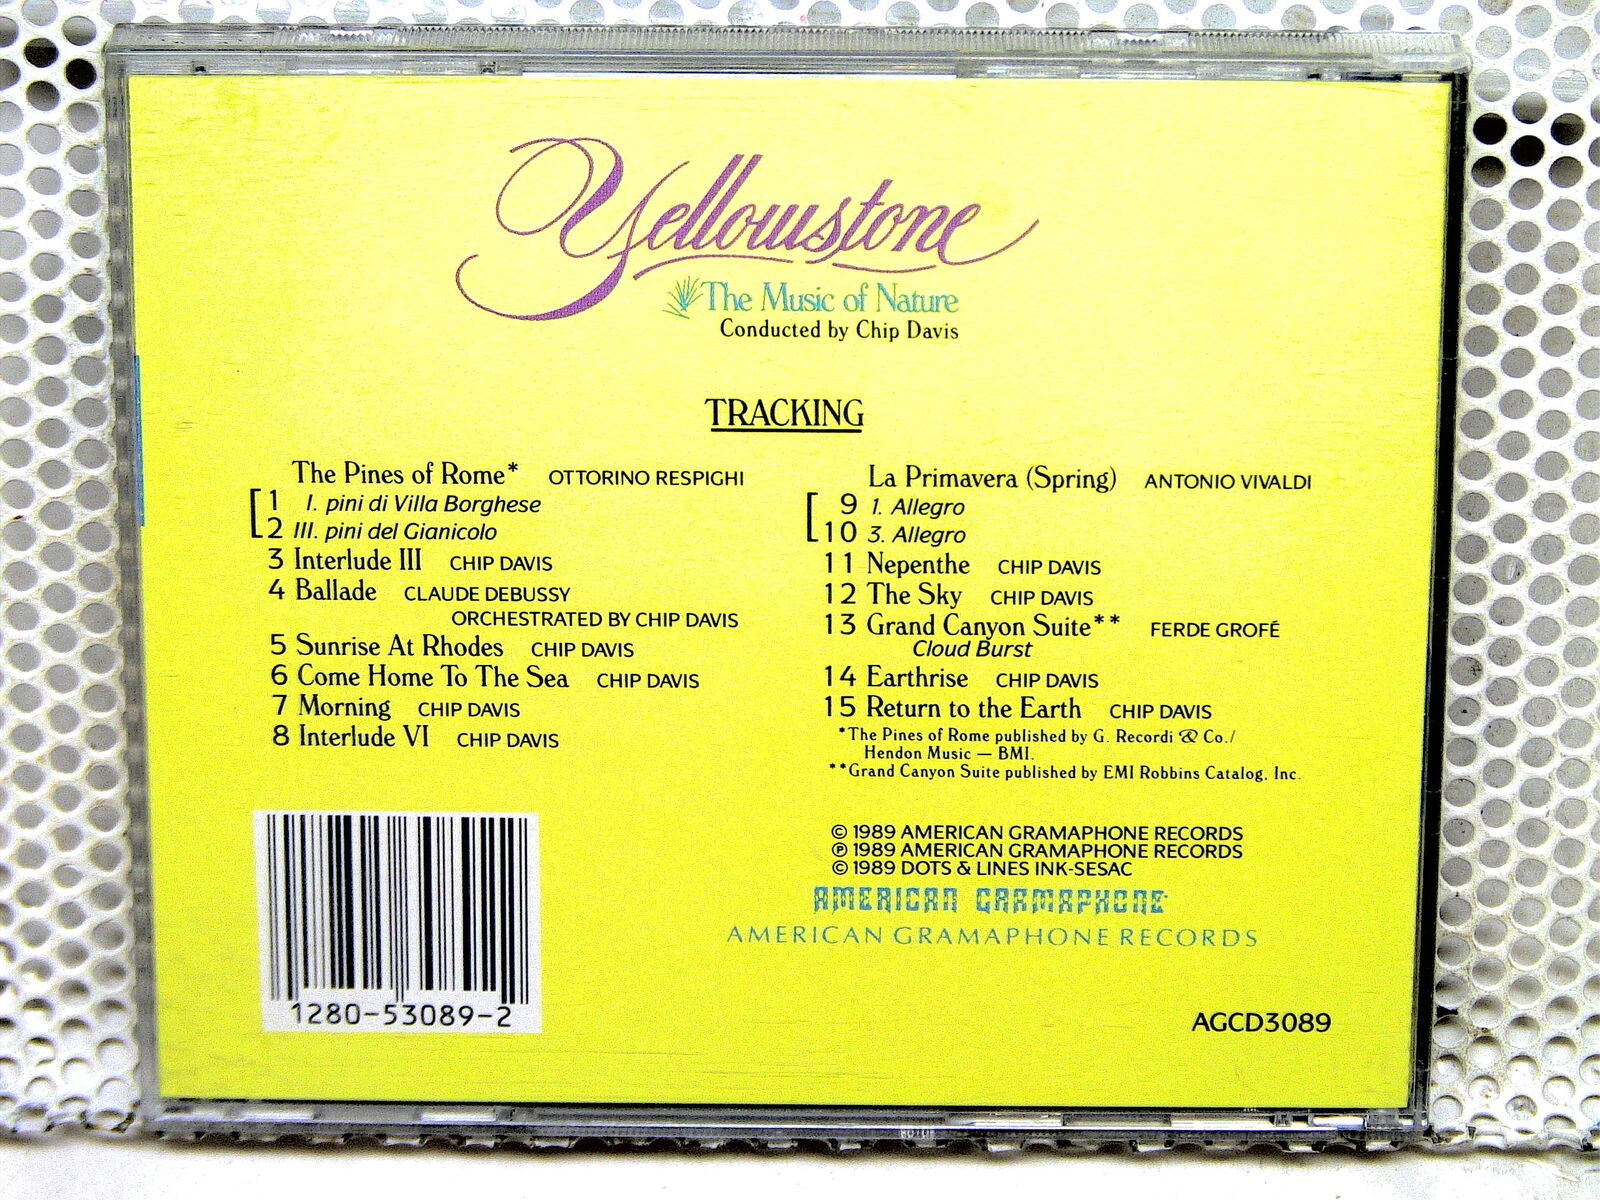 Yellowstone
The Music of Nature
Conducted by Chip Davis
TRACKING
The Pines of Rome* OTTORINO RESPIGHI
1 I. pini di Villa Borghese
2 III. pini del Gianicolo
3 Interlude III CHIP DAVIS
4 Ballade CLAUDE DEBUSSY
ORCHESTRATED BY CHIP DAVIS
5 Sunrise At Rhodes CHIP DAVIS
6 Come Home To The Sea CHIP DAVIS
7 Morning CHIP DAVIS
8 Interlude VI CHIP DAVIS
La Primavera (Spring) ANTONIO VIVALDI
9 1. Allegro
10 3. Allegro
11 Nepenthe CHIP DAVIS
12 The Sky CHIP DAVIS
13 Grand Canyon Suite** FERDE GROFÉ
Cloud Burst
14 Earthrise CHIP DAVIS
15 Return to the Earth CHIP DAVIS
*The Pines of Rome published by G. Recordi & Co./
Hendon Music — BMI.
**Grand Canyon Suite published by EMI Robbins Catalog, Inc.
© 1989 AMERICAN GRAMAPHONE RECORDS
℗ 1989 AMERICAN GRAMAPHONE RECORDS
© 1989 DOTS & LINES INK-SESAC
AMERICAN GRAMAPHONE
AMERICAN GRAMAPHONE RECORDS
1280-53089-2
AGCD3089